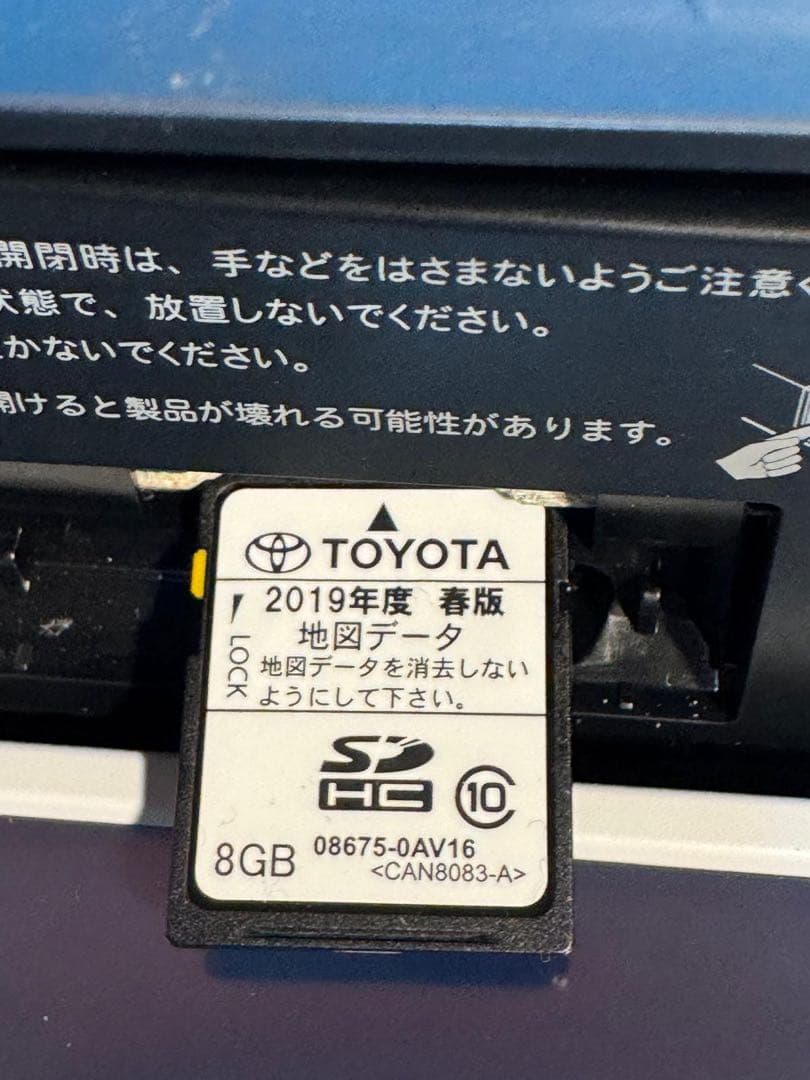 開閉時は、手などをはさまないようご注意く
状態で、放置しないでください。
かないでください。
開けると製品が壊れる可能性があります。
TOYOTA
2019年度 春版
地図データ
地図データを消去しない
ようにして下さい。
LOCK
SD
HC
10
8GB
08675-0AV16
<CAN8083-A>